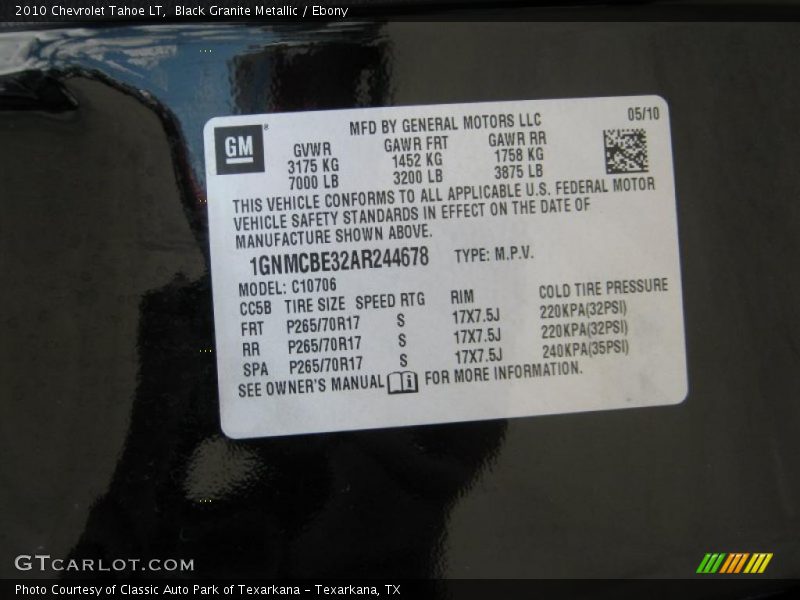 2010 Chevrolet Tahoe LT, Black Granite Metallic / Ebony
GM®
MFD BY GENERAL MOTORS LLC 05/10
GVWR GAWR FRT GAWR RR
3175 KG 1452 KG 1758 KG
7000 LB 3200 LB 3875 LB
THIS VEHICLE CONFORMS TO ALL APPLICABLE U.S. FEDERAL MOTOR
VEHICLE SAFETY STANDARDS IN EFFECT ON THE DATE OF
MANUFACTURE SHOWN ABOVE.
1GNMCBE32AR244678 TYPE: M.P.V.
MODEL: C10706
CC5B TIRE SIZE SPEED RTG RIM COLD TIRE PRESSURE
FRT P265/70R17 S 17X7.5J 220KPA(32PSI)
RR P265/70R17 S 17X7.5J 220KPA(32PSI)
SPA P265/70R17 S 17X7.5J 240KPA(35PSI)
SEE OWNER'S MANUAL FOR MORE INFORMATION.
GTCARLOT.COM
Photo Courtesy of Classic Auto Park of Texarkana – Texarkana, TX